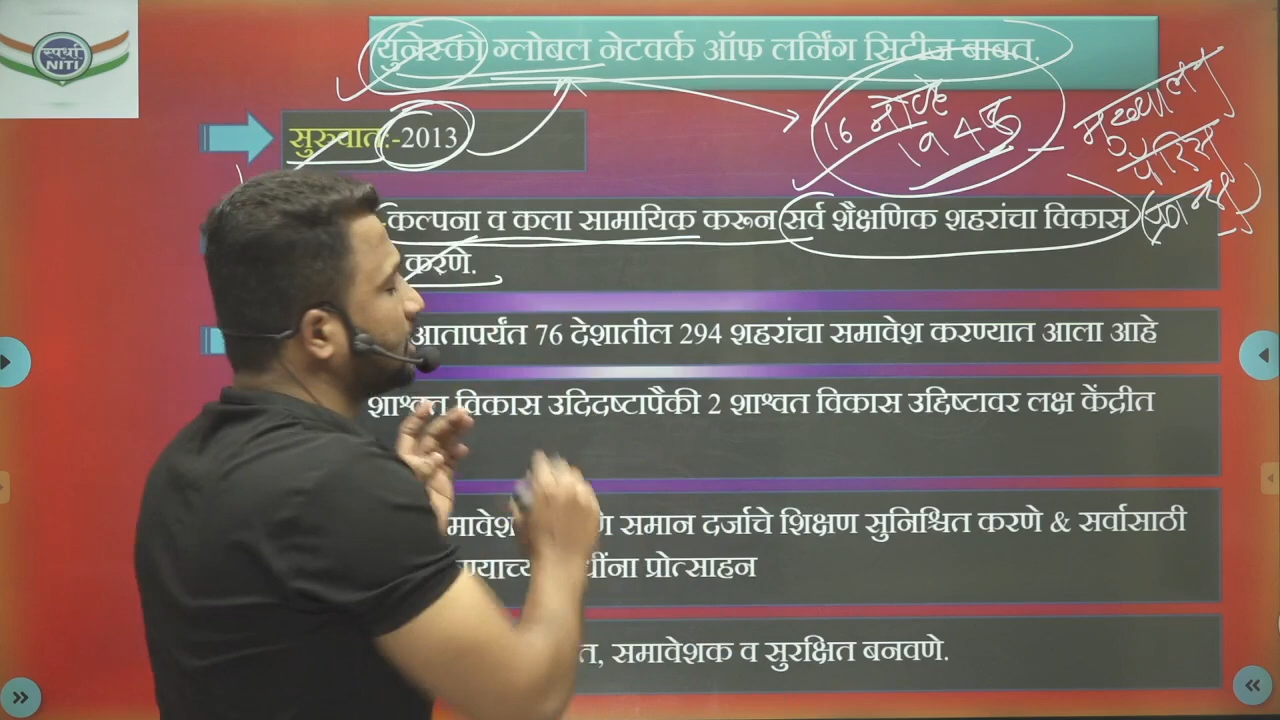 स्पर्धा
NITI
युनेस्को ग्लोबल नेटवर्क ऑफ लर्निंग सिटीज बाबत.
16 नोव्हे
1945
मुख्यालय
पॅरिस
सुरुवात:-2013
कल्पना व कला सामायिक करून सर्व शैक्षणिक शहरांचा विकास
करणे.
आतापर्यंत 76 देशातील 294 शहरांचा समावेश करण्यात आला आहे
शाश्वत विकास उदिदष्टापैकी 2 शाश्वत विकास उद्दिष्टावर लक्ष केंद्रीत
समान दर्जाचे शिक्षण सुनिश्चित करणे & सर्वासाठी
प्रोत्साहन
समावेशक व सुरक्षित बनवणे.